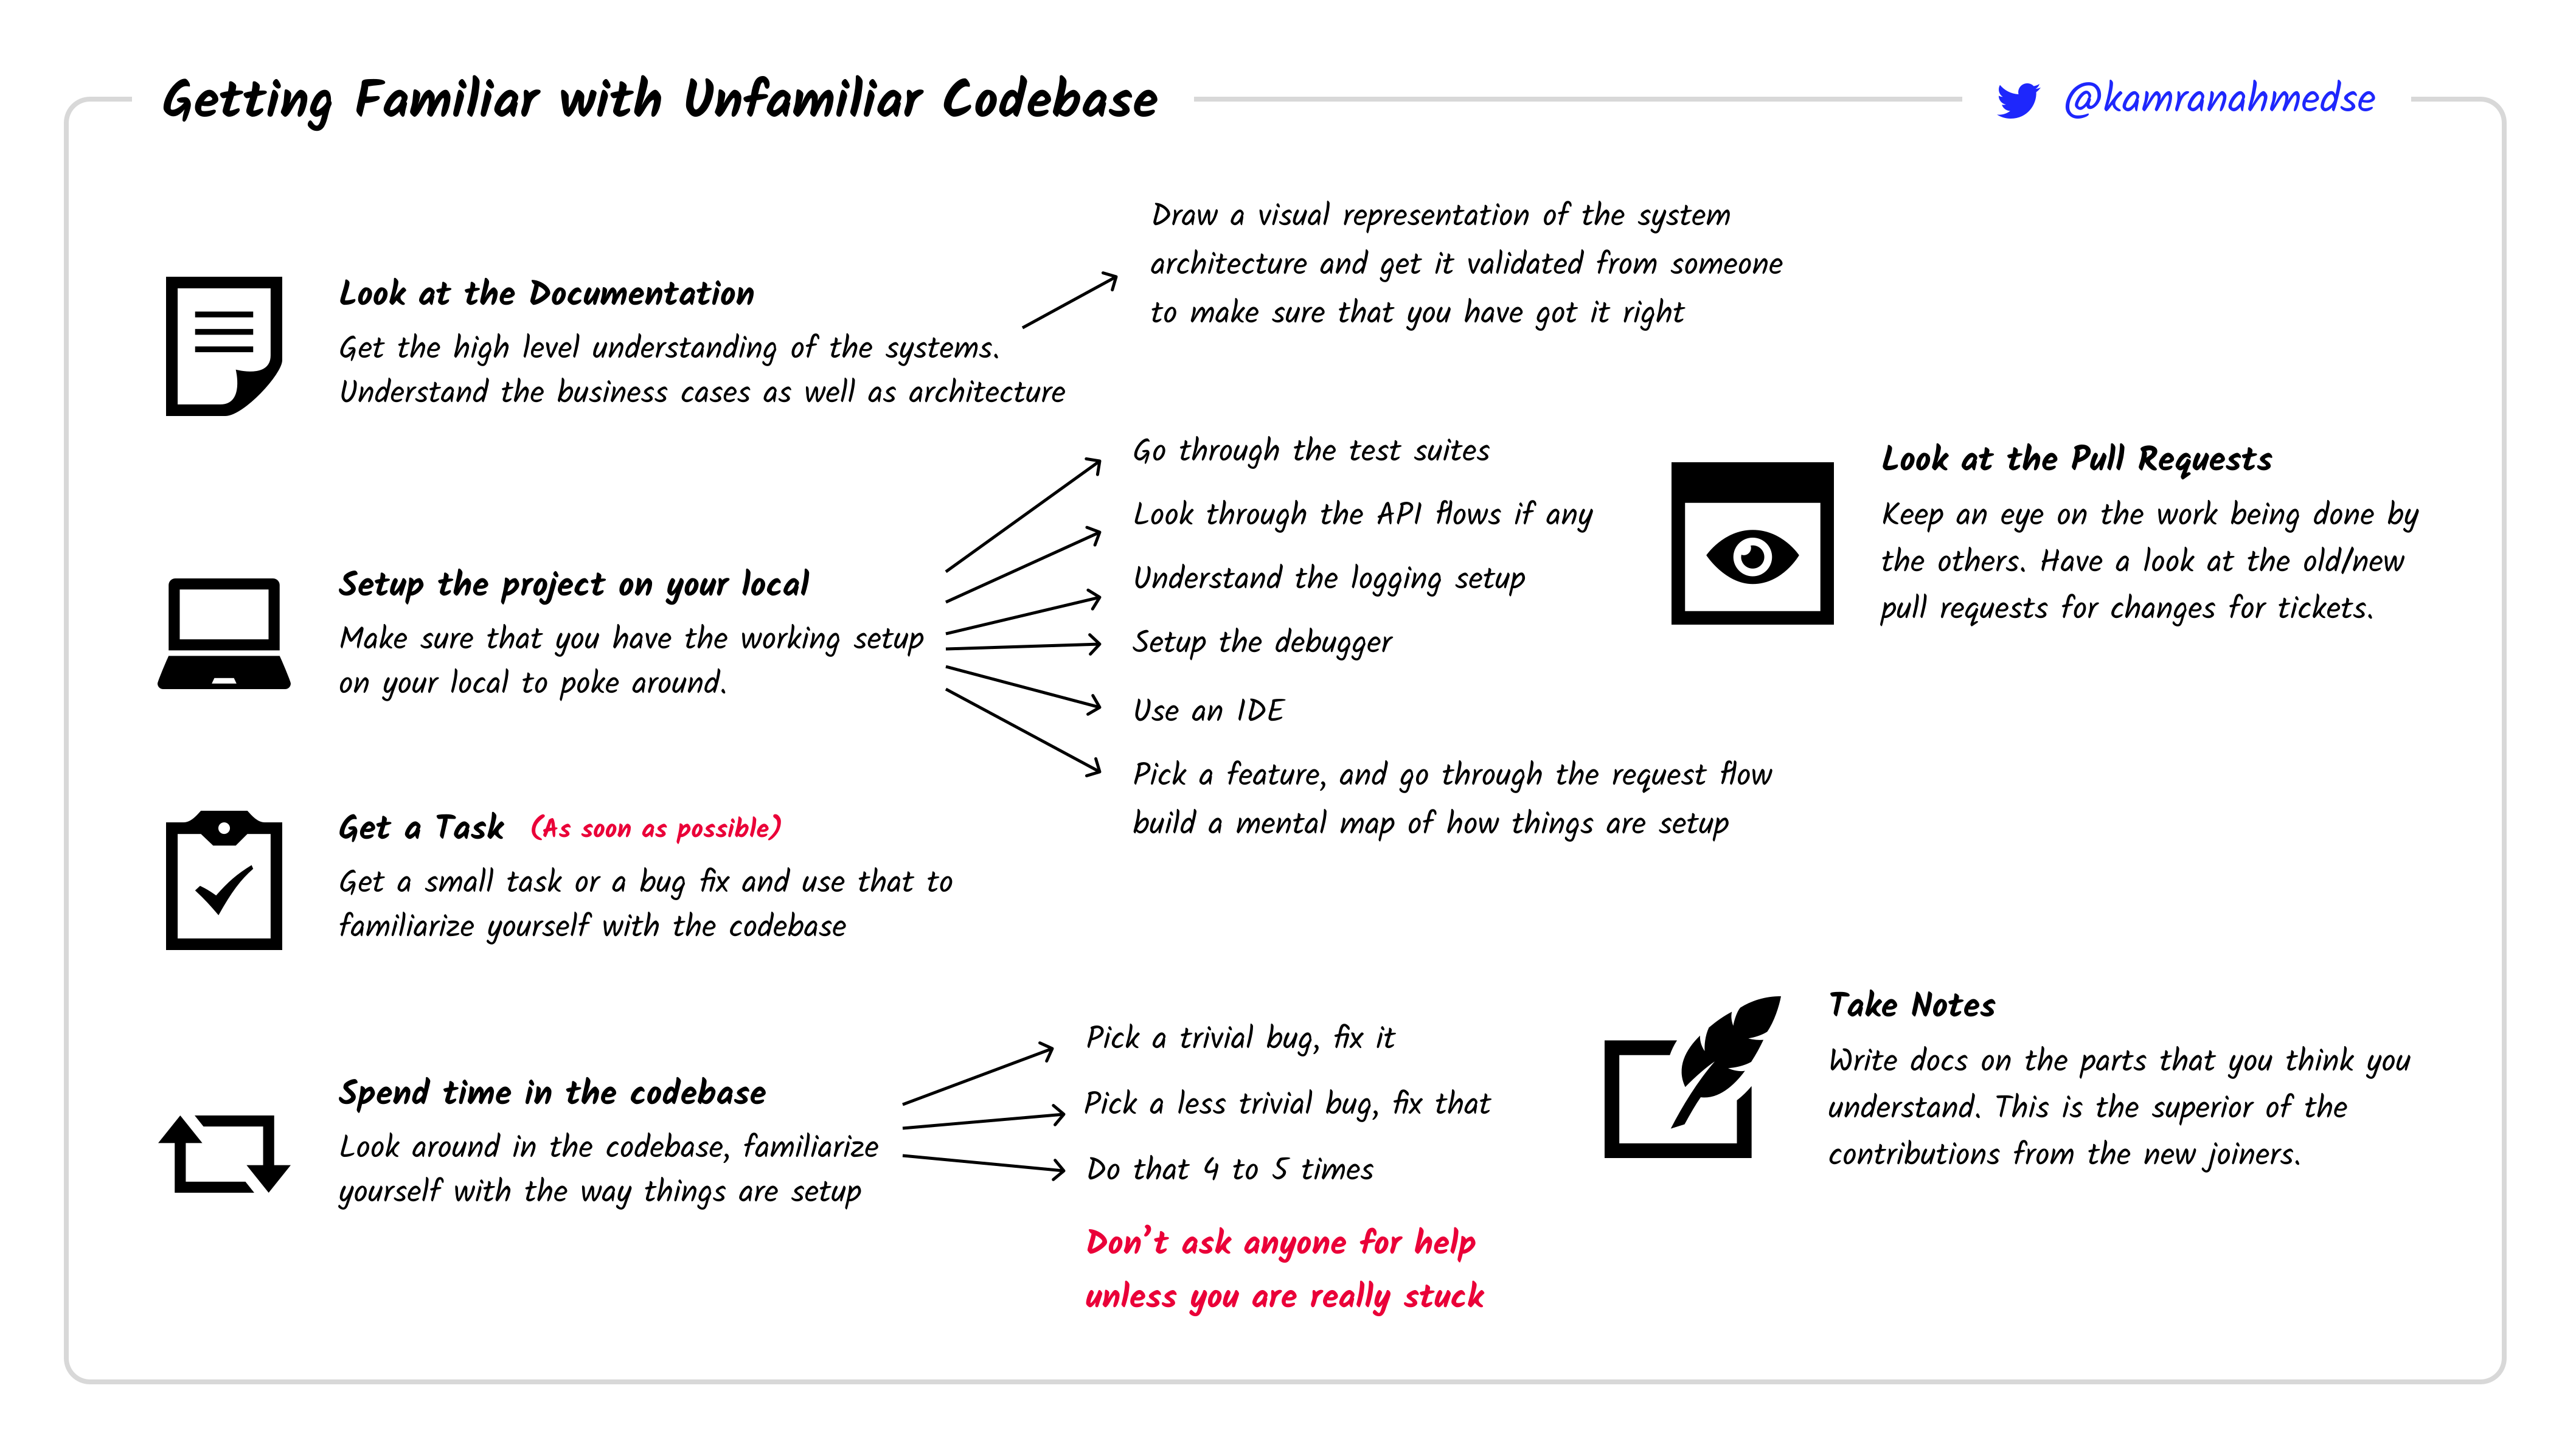 Getting Familiar with Unfamiliar Codebase
@kamranahmedse
Look at the Documentation
Get the high level understanding of the systems.
Understand the business cases as well as architecture
Draw a visual representation of the system
architecture and get it validated from someone
to make sure that you have got it right
Setup the project on your local
Make sure that you have the working setup
on your local to poke around.
Go through the test suites
Look through the API flows if any
Understand the logging setup
Setup the debugger
Use an IDE
Pick a feature, and go through the request flow
build a mental map of how things are setup
Look at the Pull Requests
Keep an eye on the work being done by
the others. Have a look at the old/new
pull requests for changes for tickets.
Get a Task (As soon as possible)
Get a small task or a bug fix and use that to
familiarize yourself with the codebase
Spend time in the codebase
Look around in the codebase, familiarize
yourself with the way things are setup
Pick a trivial bug, fix it
Pick a less trivial bug, fix that
Do that 4 to 5 times
Don't ask anyone for help
unless you are really stuck
Take Notes
Write docs on the parts that you think you
understand. This is the superior of the
contributions from the new joiners.